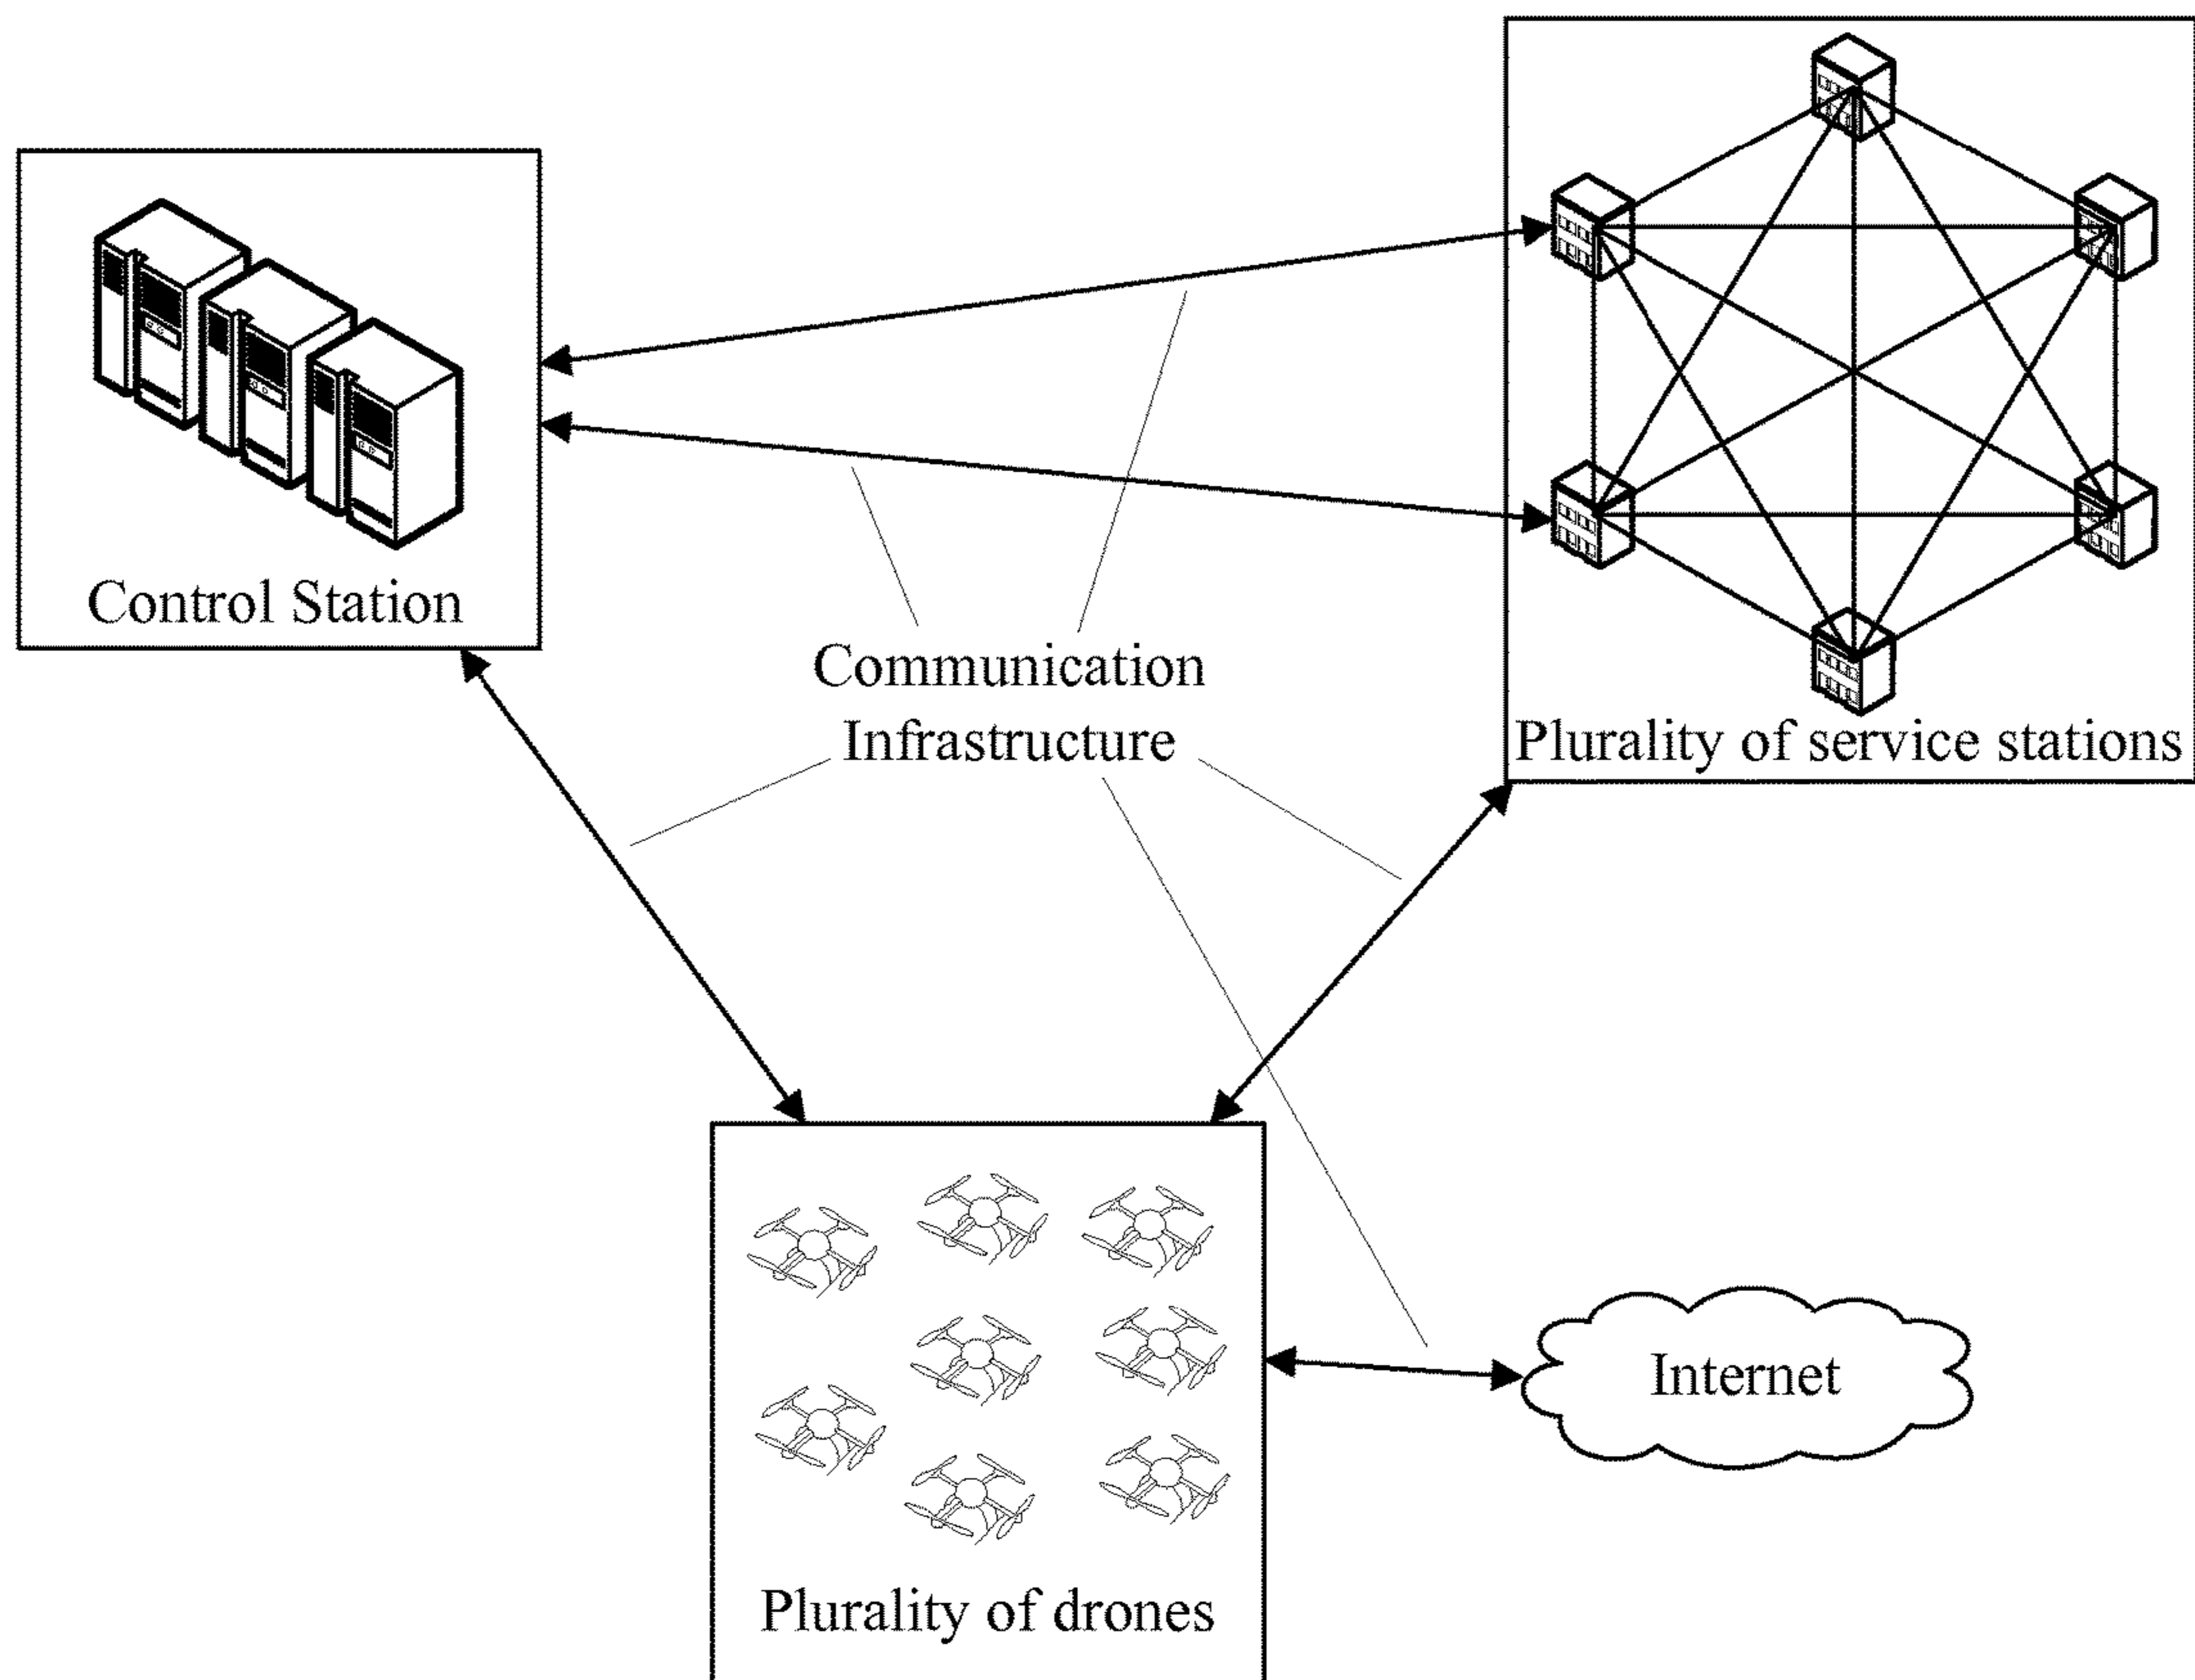 Control Station
Communication
Infrastructure
Plurality of service stations
Internet
Plurality of drones